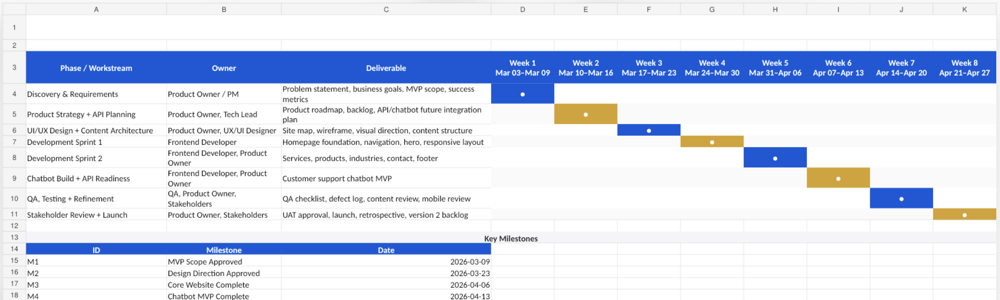 A B C D E F G H I J K
1
2
3 Phase / Workstream Owner Deliverable Week 1 Mar 03–Mar 09 Week 2 Mar 10–Mar 16 Week 3 Mar 17–Mar 23 Week 4 Mar 24–Mar 30 Week 5 Mar 31–Apr 06 Week 6 Apr 07–Apr 13 Week 7 Apr 14–Apr 20 Week 8 Apr 21–Apr 27
4 Discovery & Requirements Product Owner / PM Problem statement, business goals, MVP scope, success
metrics
5 Product Strategy + API Planning Product Owner, Tech Lead Product roadmap, backlog, API/chatbot future integration
plan
6 UI/UX Design + Content Architecture Product Owner, UX/UI Designer Site map, wireframe, visual direction, content structure
7 Development Sprint 1 Frontend Developer Homepage foundation, navigation, hero, responsive layout
8 Development Sprint 2 Frontend Developer, Product
Owner Services, products, industries, contact, footer
9 Chatbot Build + API Readiness Frontend Developer, Product
Owner Customer support chatbot MVP
10 QA, Testing + Refinement QA, Product Owner,
Stakeholders QA checklist, defect log, content review, mobile review
11 Stakeholder Review + Launch Product Owner, Stakeholders UAT approval, launch, retrospective, version 2 backlog
12
13 Key Milestones
14 ID Milestone Date
15 M1 MVP Scope Approved 2026-03-09
16 M2 Design Direction Approved 2026-03-23
17 M3 Core Website Complete 2026-04-06
18 M4 Chatbot MVP Complete 2026-04-13